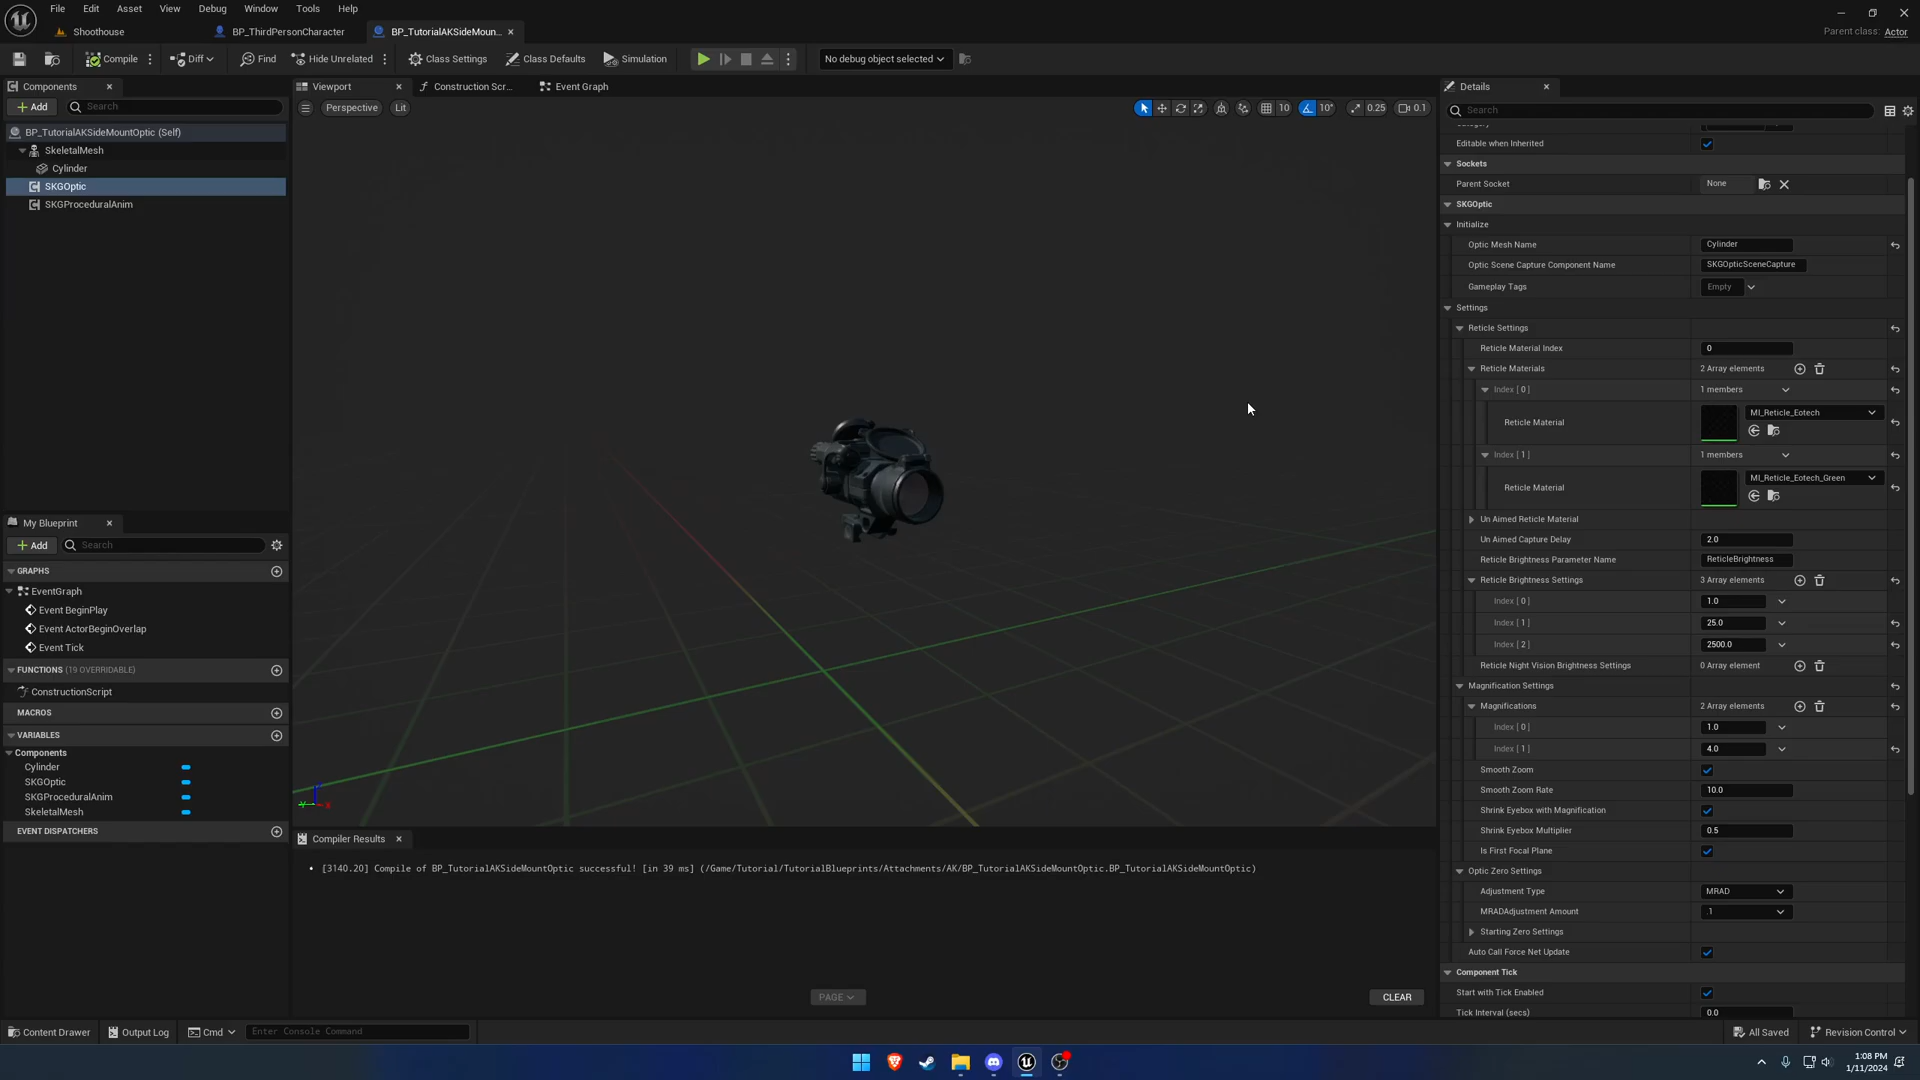 File Edit Asset View Debug Window Tools Help
Shoothouse BP_ThirdPersonCharacter BP_TutorialAKSideMoun...
Parent class: Actor
Compile Diff Find Hide Unrelated Class Settings Class Defaults Simulation No debug object selected
Components
Add Search
BP_TutorialAKSideMountOptic (Self)
SkeletalMesh
Cylinder
SKGOptic
SKGProceduralAnim
My Blueprint
Add Search
GRAPHS
EventGraph
Event BeginPlay
Event ActorBeginOverlap
Event Tick
FUNCTIONS (19 OVERRIDABLE)
ConstructionScript
MACROS
VARIABLES
Components
Cylinder
SKGOptic
SKGProceduralAnim
SkeletalMesh
EVENT DISPATCHERS
Viewport Construction Scr... Event Graph
Perspective Lit
10 10° 0.25 0.1
Compiler Results
[3140.20] Compile of BP_TutorialAKSideMountOptic successful! [in 39 ms] (/Game/Tutorial/TutorialBlueprints/Attachments/AK/BP_TutorialAKSideMountOptic.BP_TutorialAKSideMountOptic)
PAGE CLEAR
Details
Search
Editable when Inherited
Sockets
Parent Socket None
SKGOptic
Initialize
Optic Mesh Name Cylinder
Optic Scene Capture Component Name SKGOpticSceneCapture
Gameplay Tags Empty
Settings
Reticle Settings
Reticle Material Index 0
Reticle Materials 2 Array elements
Index [ 0 ] 1 members
Reticle Material MI_Reticle_Eotech
Index [ 1 ] 1 members
Reticle Material MI_Reticle_Eotech_Green
Un Aimed Reticle Material
Un Aimed Capture Delay 2.0
Reticle Brightness Parameter Name ReticleBrightness
Reticle Brightness Settings 3 Array elements
Index [ 0 ] 1.0
Index [ 1 ] 25.0
Index [ 2 ] 2500.0
Reticle Night Vision Brightness Settings 0 Array element
Magnification Settings
Magnifications 2 Array elements
Index [ 0 ] 1.0
Index [ 1 ] 4.0
Smooth Zoom
Smooth Zoom Rate 10.0
Shrink Eyebox with Magnification
Shrink Eyebox Multiplier 0.5
Is First Focal Plane
Optic Zero Settings
Adjustment Type MRAD
MRADAdjustment Amount .1
Starting Zero Settings
Auto Call Force Net Update
Component Tick
Start with Tick Enabled
Tick Interval (secs) 0.0
Content Drawer Output Log Cmd Enter Console Command All Saved Revision Control
1:08 PM
1/11/2024